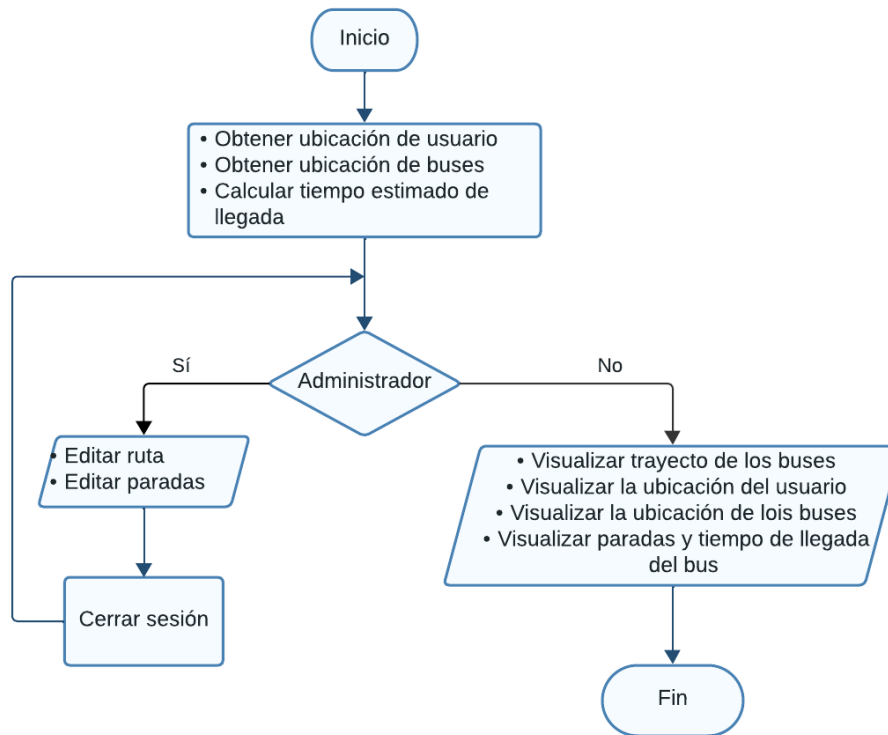 Inicio
• Obtener ubicación de usuario
• Obtener ubicación de buses
• Calcular tiempo estimado de
llegada
Sí
Administrador
No
• Editar ruta
• Editar paradas
• Visualizar trayecto de los buses
• Visualizar la ubicación del usuario
• Visualizar la ubicación de lois buses
• Visualizar paradas y tiempo de llegada
del bus
Cerrar sesión
Fin